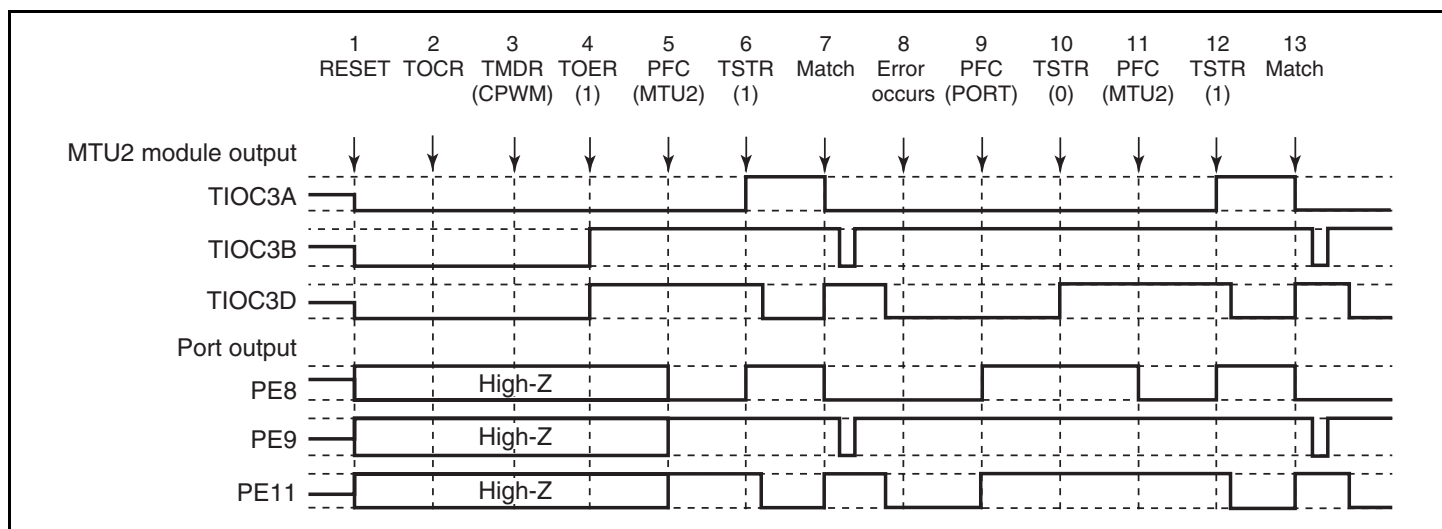 1 2 3 4 5 6 7 8 9 10 11 12 13
RESET TOCR TMDR TOER PFC TSTR Match Error PFC TSTR PFC TSTR Match
(CPWM) (1) (MTU2) (1) occurs (PORT) (0) (MTU2) (1)
MTU2 module output
TIOC3A
TIOC3B
TIOC3D
Port output
PE8 High-Z
PE9 High-Z
PE11 High-Z